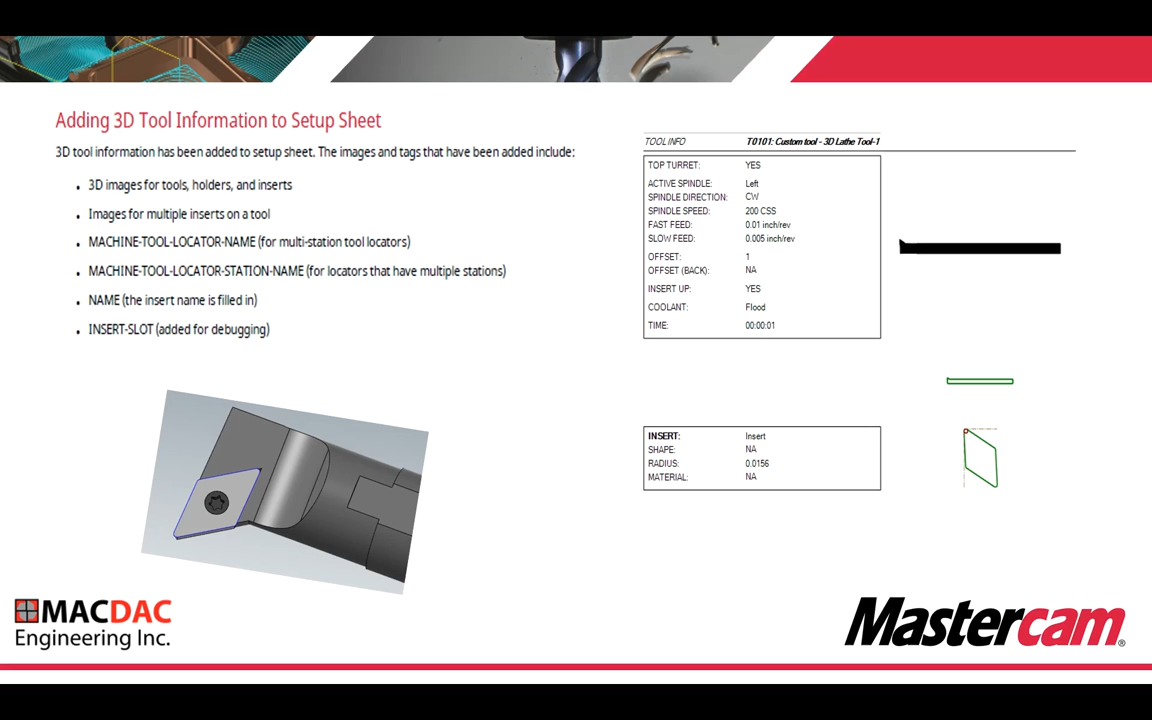 Adding 3D Tool Information to Setup Sheet
3D tool information has been added to setup sheet. The images and tags that have been added include:
• 3D images for tools, holders, and inserts
• Images for multiple inserts on a tool
• MACHINE-TOOL-LOCATOR-NAME (for multi-station tool locators)
• MACHINE-TOOL-LOCATOR-STATION-NAME (for locators that have multiple stations)
• NAME (the insert name is filled in)
• INSERT-SLOT (added for debugging)
TOOL INFO T0101: Custom tool - 3D Lathe Tool-1
TOP TURRET: YES
ACTIVE SPINDLE: Left
SPINDLE DIRECTION: CW
SPINDLE SPEED: 200 CSS
FAST FEED: 0.01 inch/rev
SLOW FEED: 0.005 inch/rev
OFFSET: 1
OFFSET (BACK): NA
INSERT UP: YES
COOLANT: Flood
TIME: 00:00:01
INSERT: Insert
SHAPE: NA
RADIUS: 0.0156
MATERIAL: NA
MACDAC
Engineering Inc.
Mastercam®